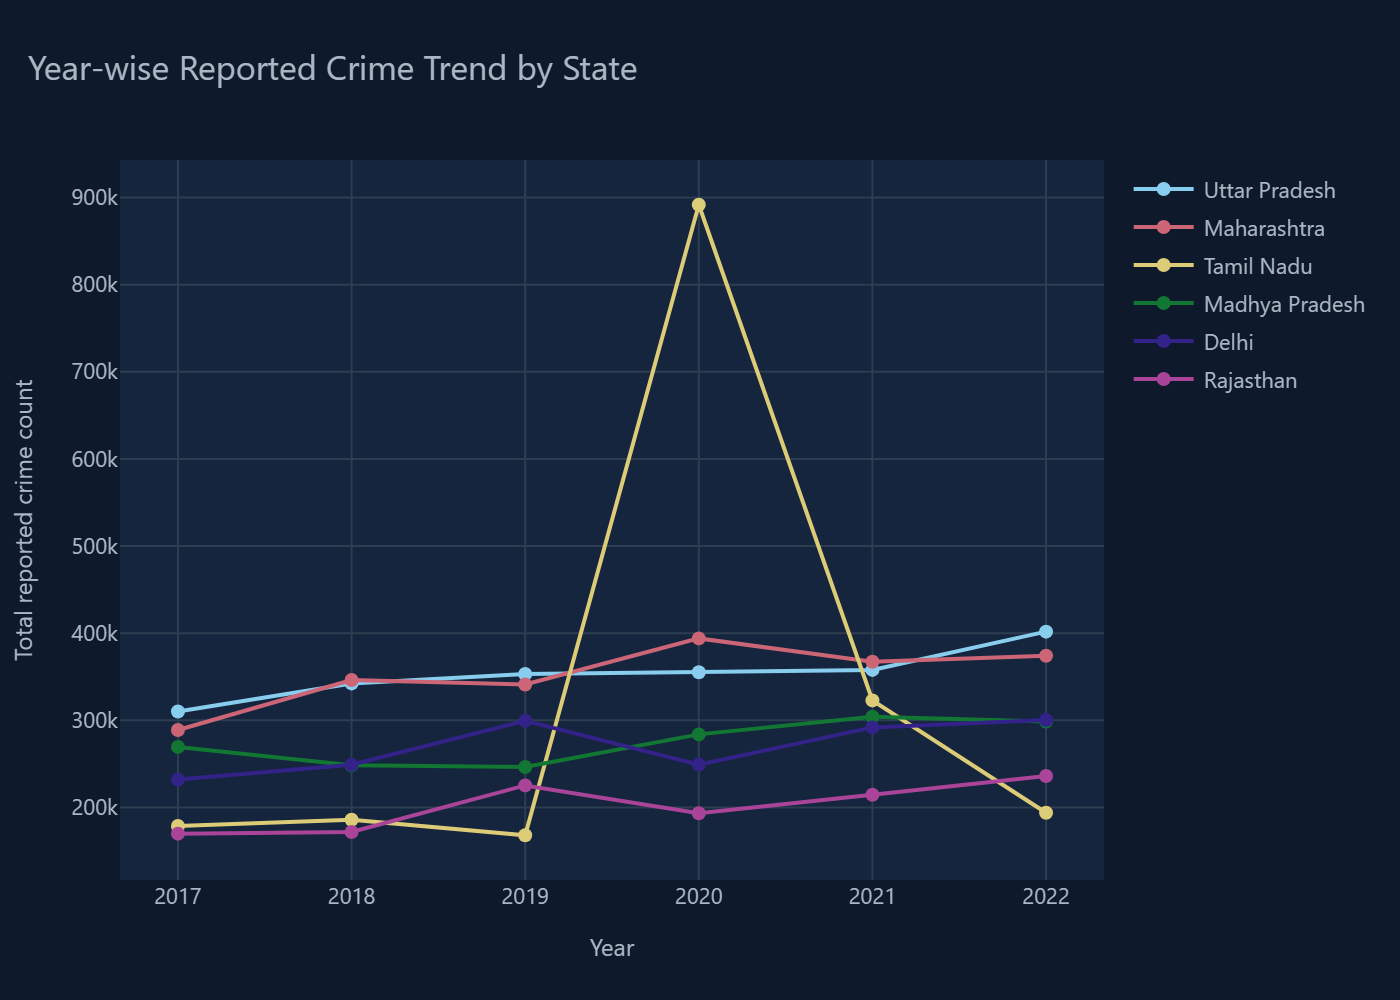 Year-wise Reported Crime Trend by State
900k
800k
700k
600k
500k
400k
300k
200k
Total reported crime count
2017 2018 2019 2020 2021 2022
Year
Uttar Pradesh
Maharashtra
Tamil Nadu
Madhya Pradesh
Delhi
Rajasthan